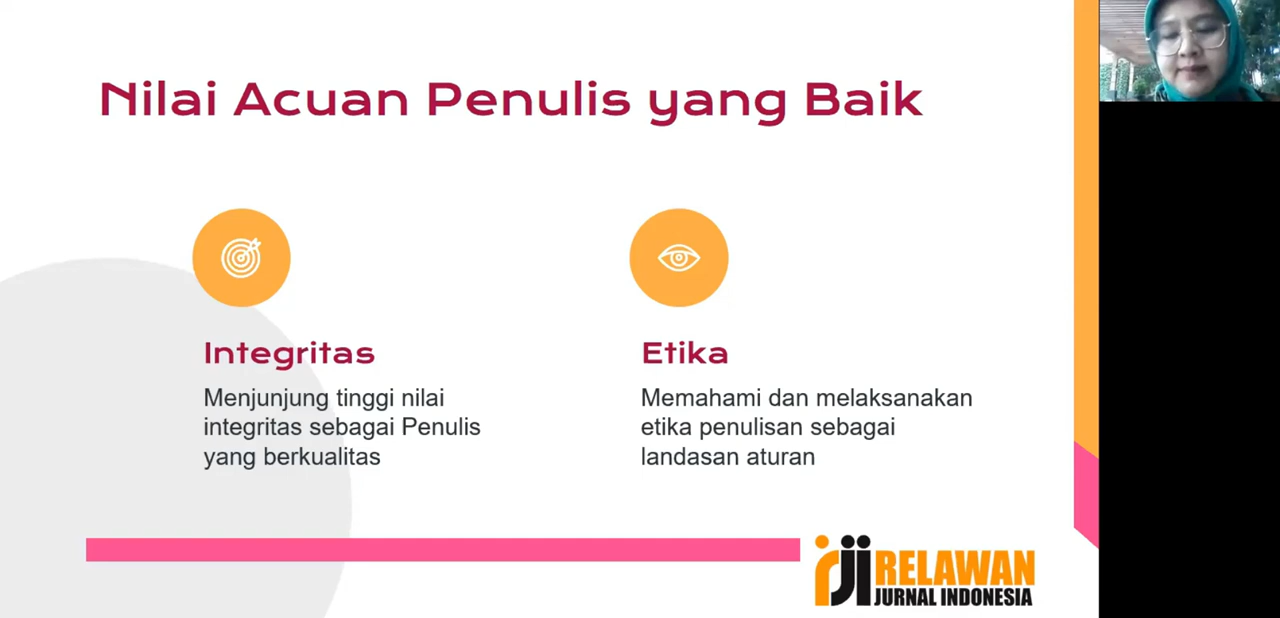 Nilai Acuan Penulis yang Baik
Integritas
Menjunjung tinggi nilai
integritas sebagai Penulis
yang berkualitas
Etika
Memahami dan melaksanakan
etika penulisan sebagai
landasan aturan
rji RELAWAN
JURNAL INDONESIA